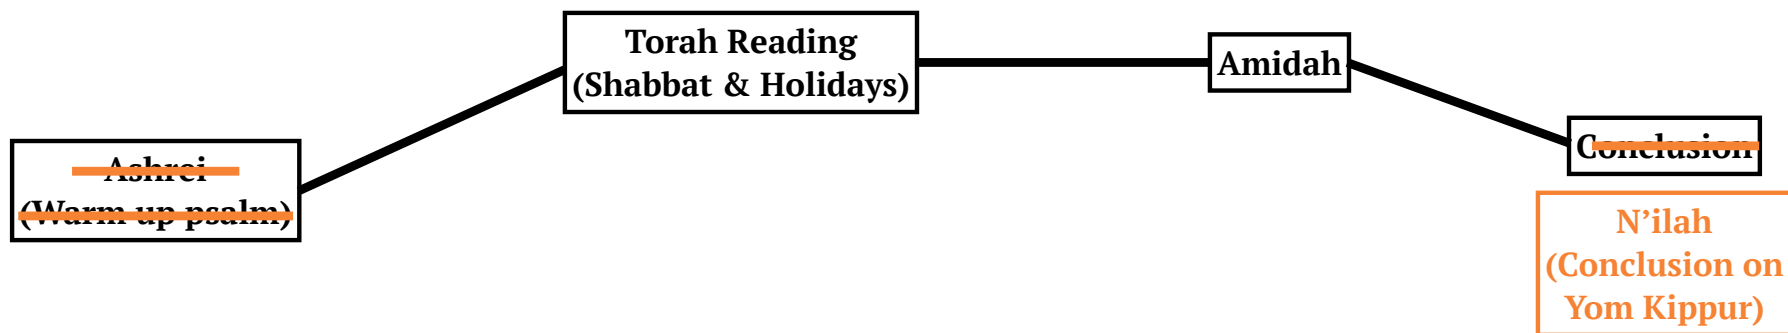 Torah Reading
(Shabbat & Holidays)
Amidah
Ashrei
(Warm up psalm)
Conclusion
N’ilah
(Conclusion on
Yom Kippur)